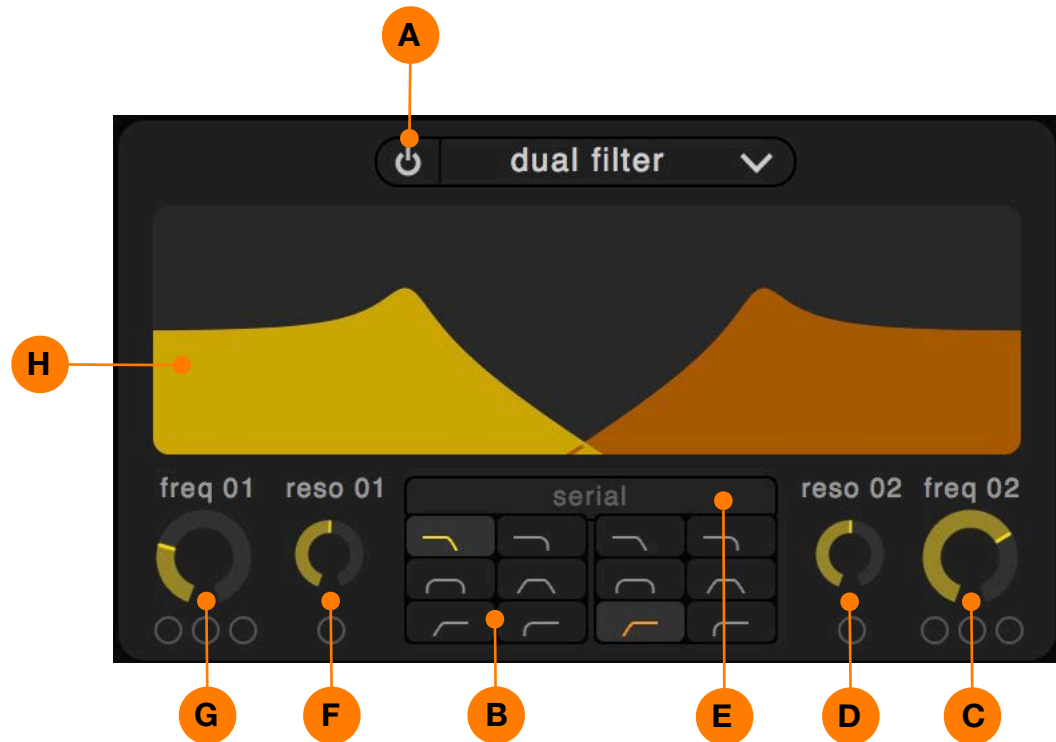 A
dual filter
H
freq 01 reso 01 serial reso 02 freq 02
G F B E D C